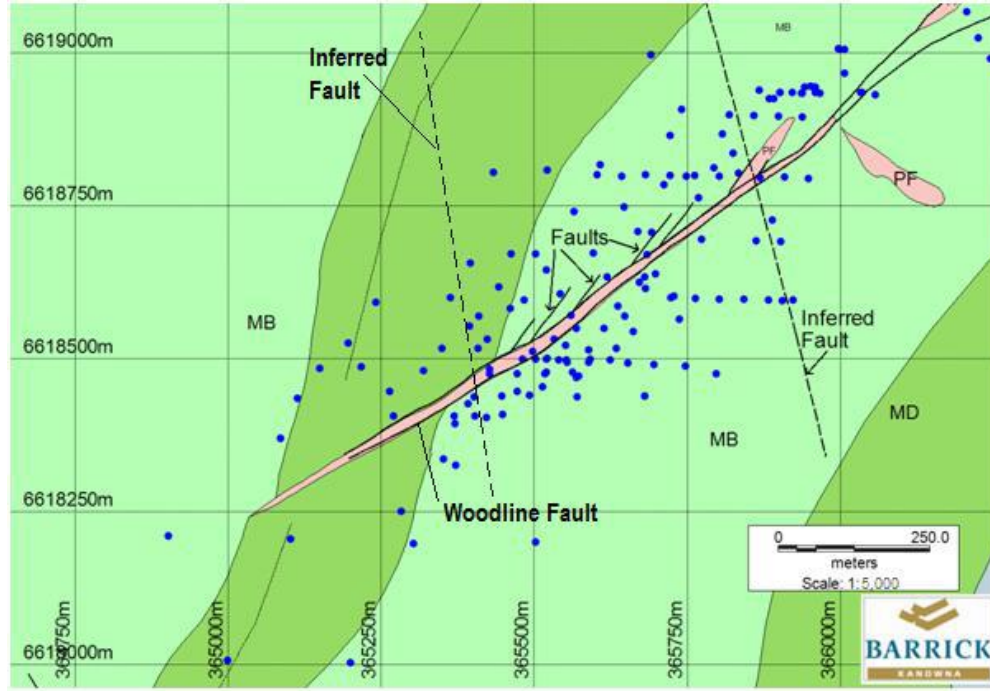 6619000m
MB
Inferred
Fault
PF
PF
6618750m
Faults
MB
Inferred
Fault
6618500m
MD
MB
6618250m
Woodline Fault
0 250.0
meters
Scale: 1:5,000
365000m
365250m
365500m
365750m
366000m
BARRICK
KANOWNA